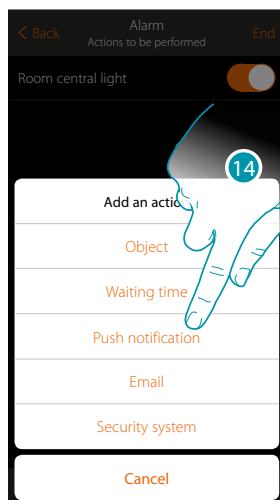 < Back Alarm End
Actions to be performed
Room central light
14
Add an actio
Object
Waiting time
Push notification
Email
Security system
Cancel